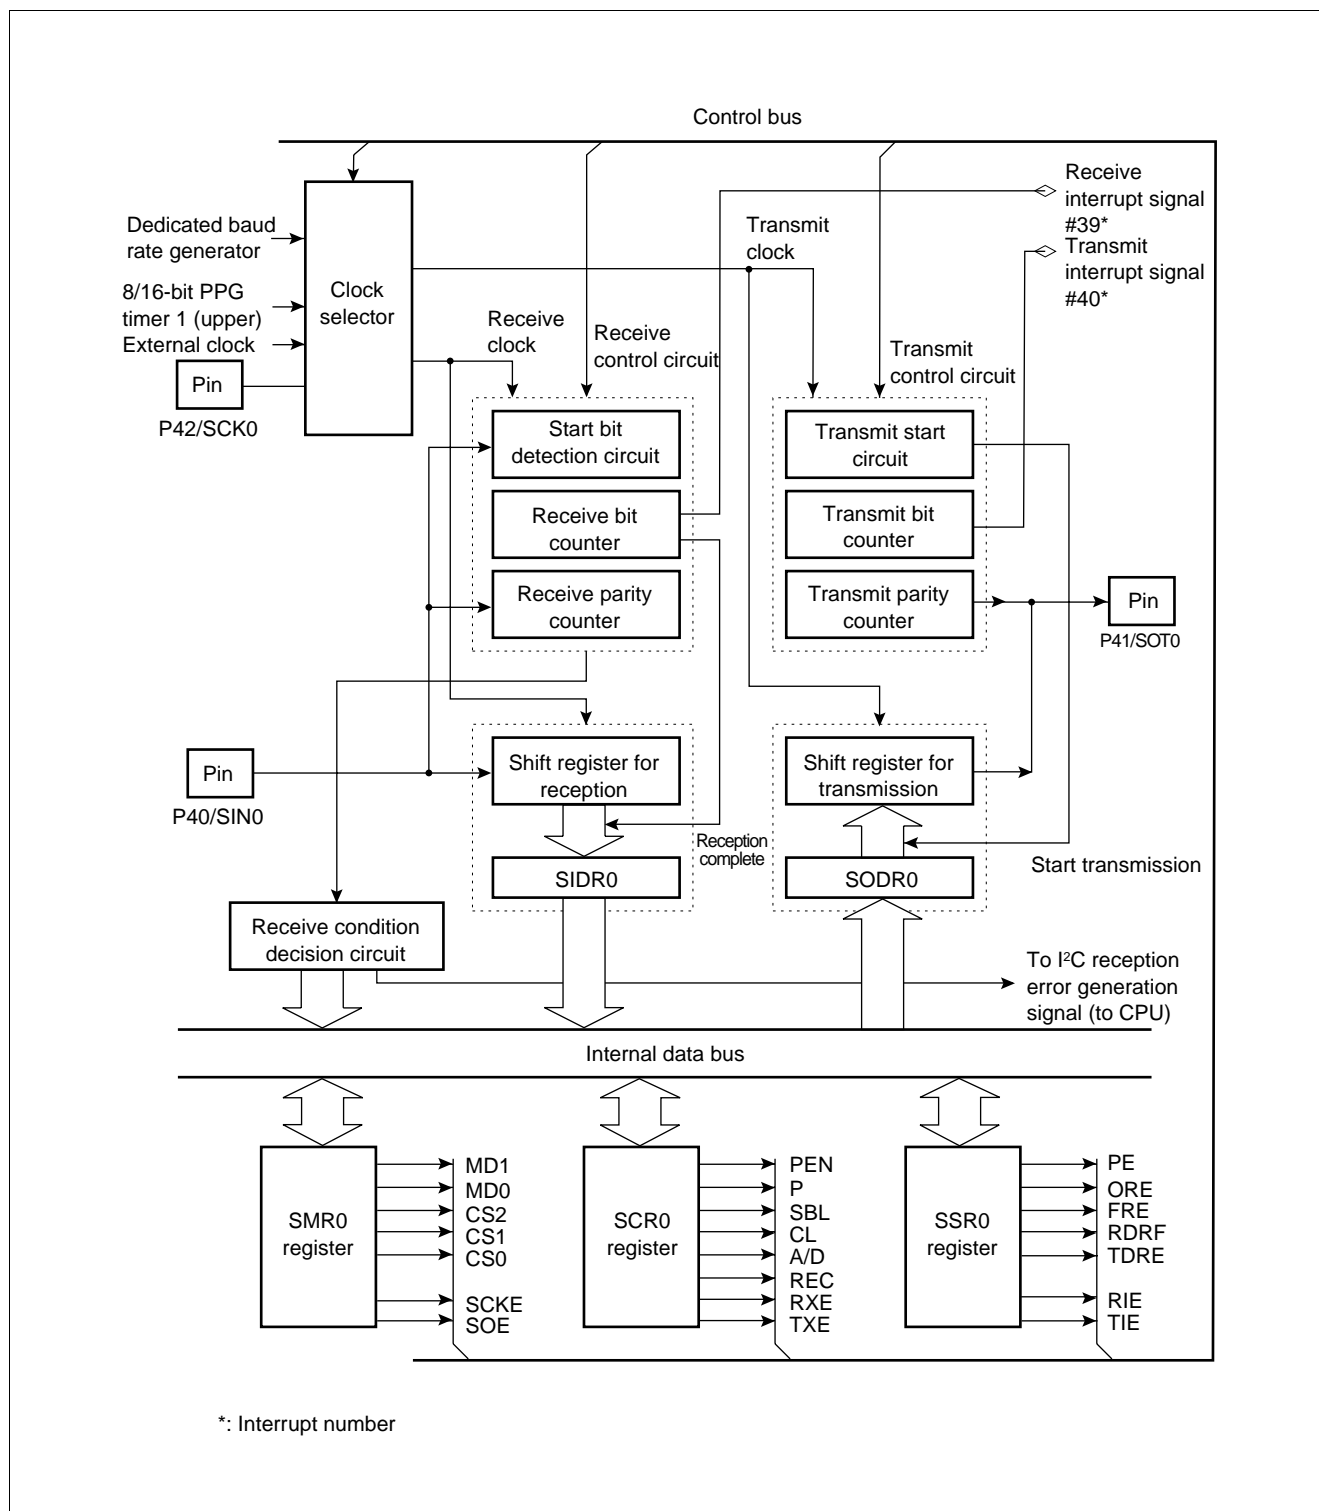 Control bus
Receive
interrupt signal
#39*
Transmit
interrupt signal
#40*
Dedicated baud
rate generator
8/16-bit PPG
timer 1 (upper)
External clock
Pin
P42/SCK0
Clock
selector
Transmit
clock
Receive
clock
Receive
control circuit
Transmit
control circuit
Start bit
detection circuit
Receive bit
counter
Receive parity
counter
Transmit start
circuit
Transmit bit
counter
Transmit parity
counter
Pin
P41/SOT0
Pin
P40/SIN0
Shift register for
reception
Shift register for
transmission
Reception
complete
Start transmission
SIDR0
SODR0
Receive condition
decision circuit
To I²C reception
error generation
signal (to CPU)
Internal data bus
SMR0
register
MD1
MD0
CS2
CS1
CS0
SCKE
SOE
SCR0
register
PEN
P
SBL
CL
A/D
REC
RXE
TXE
SSR0
register
PE
ORE
FRE
RDRF
TDRE
RIE
TIE
*: Interrupt number